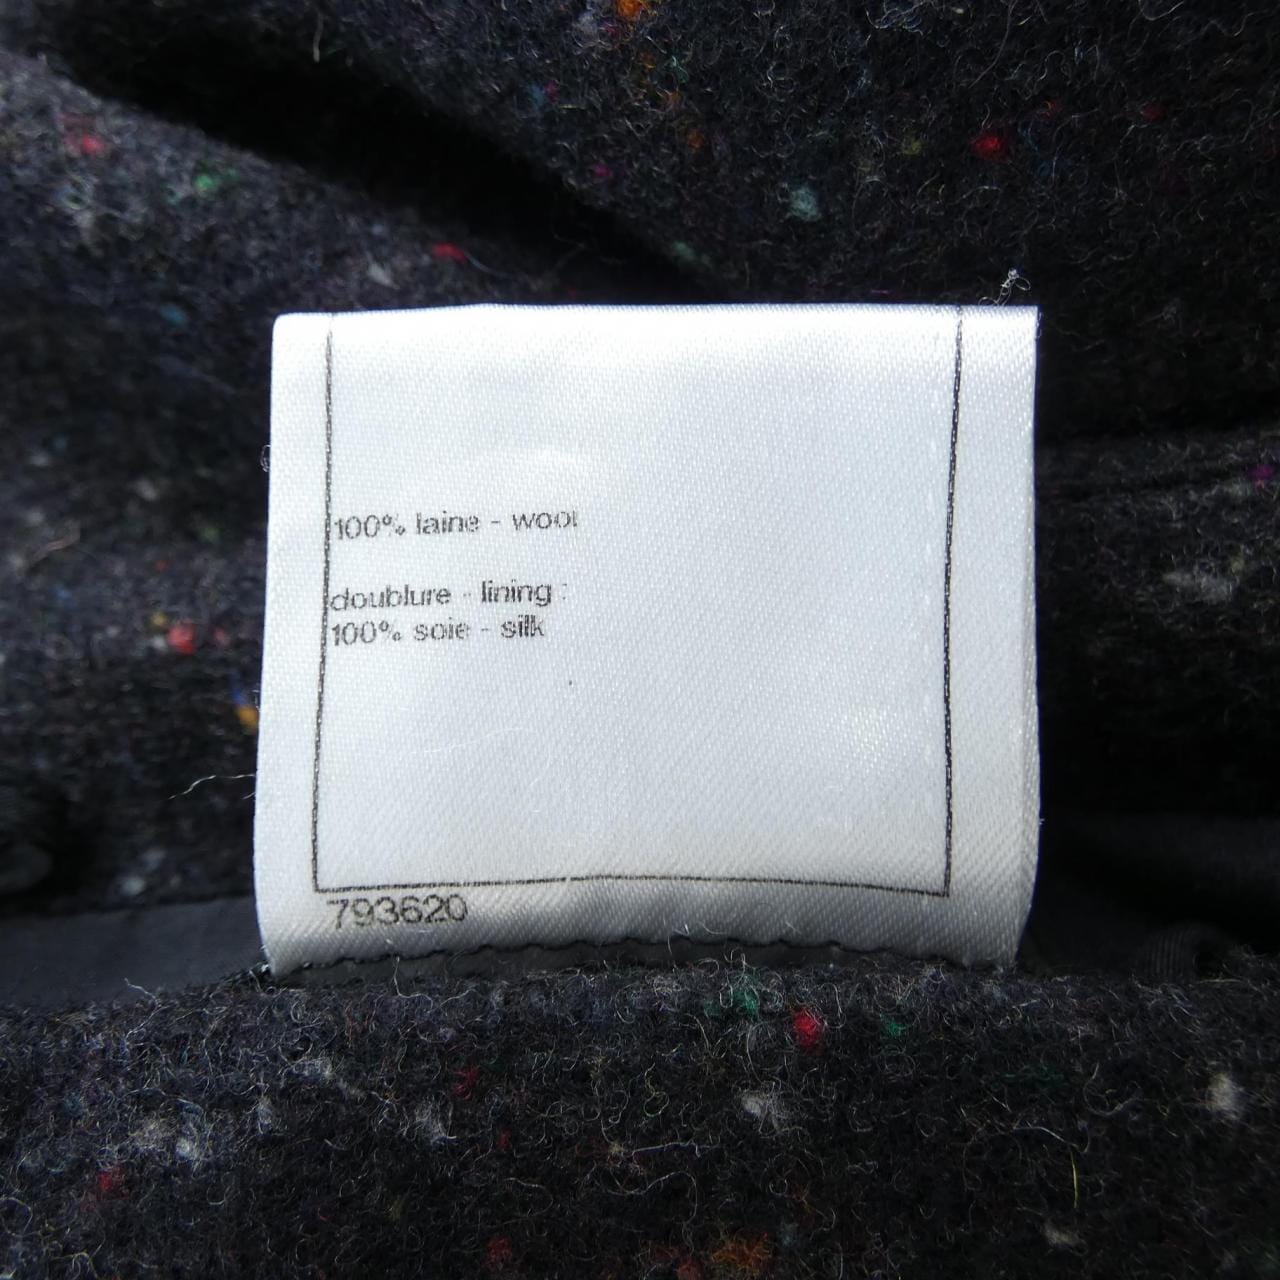 100% laine - wool
doublure - lining :
100% soie - silk
793620